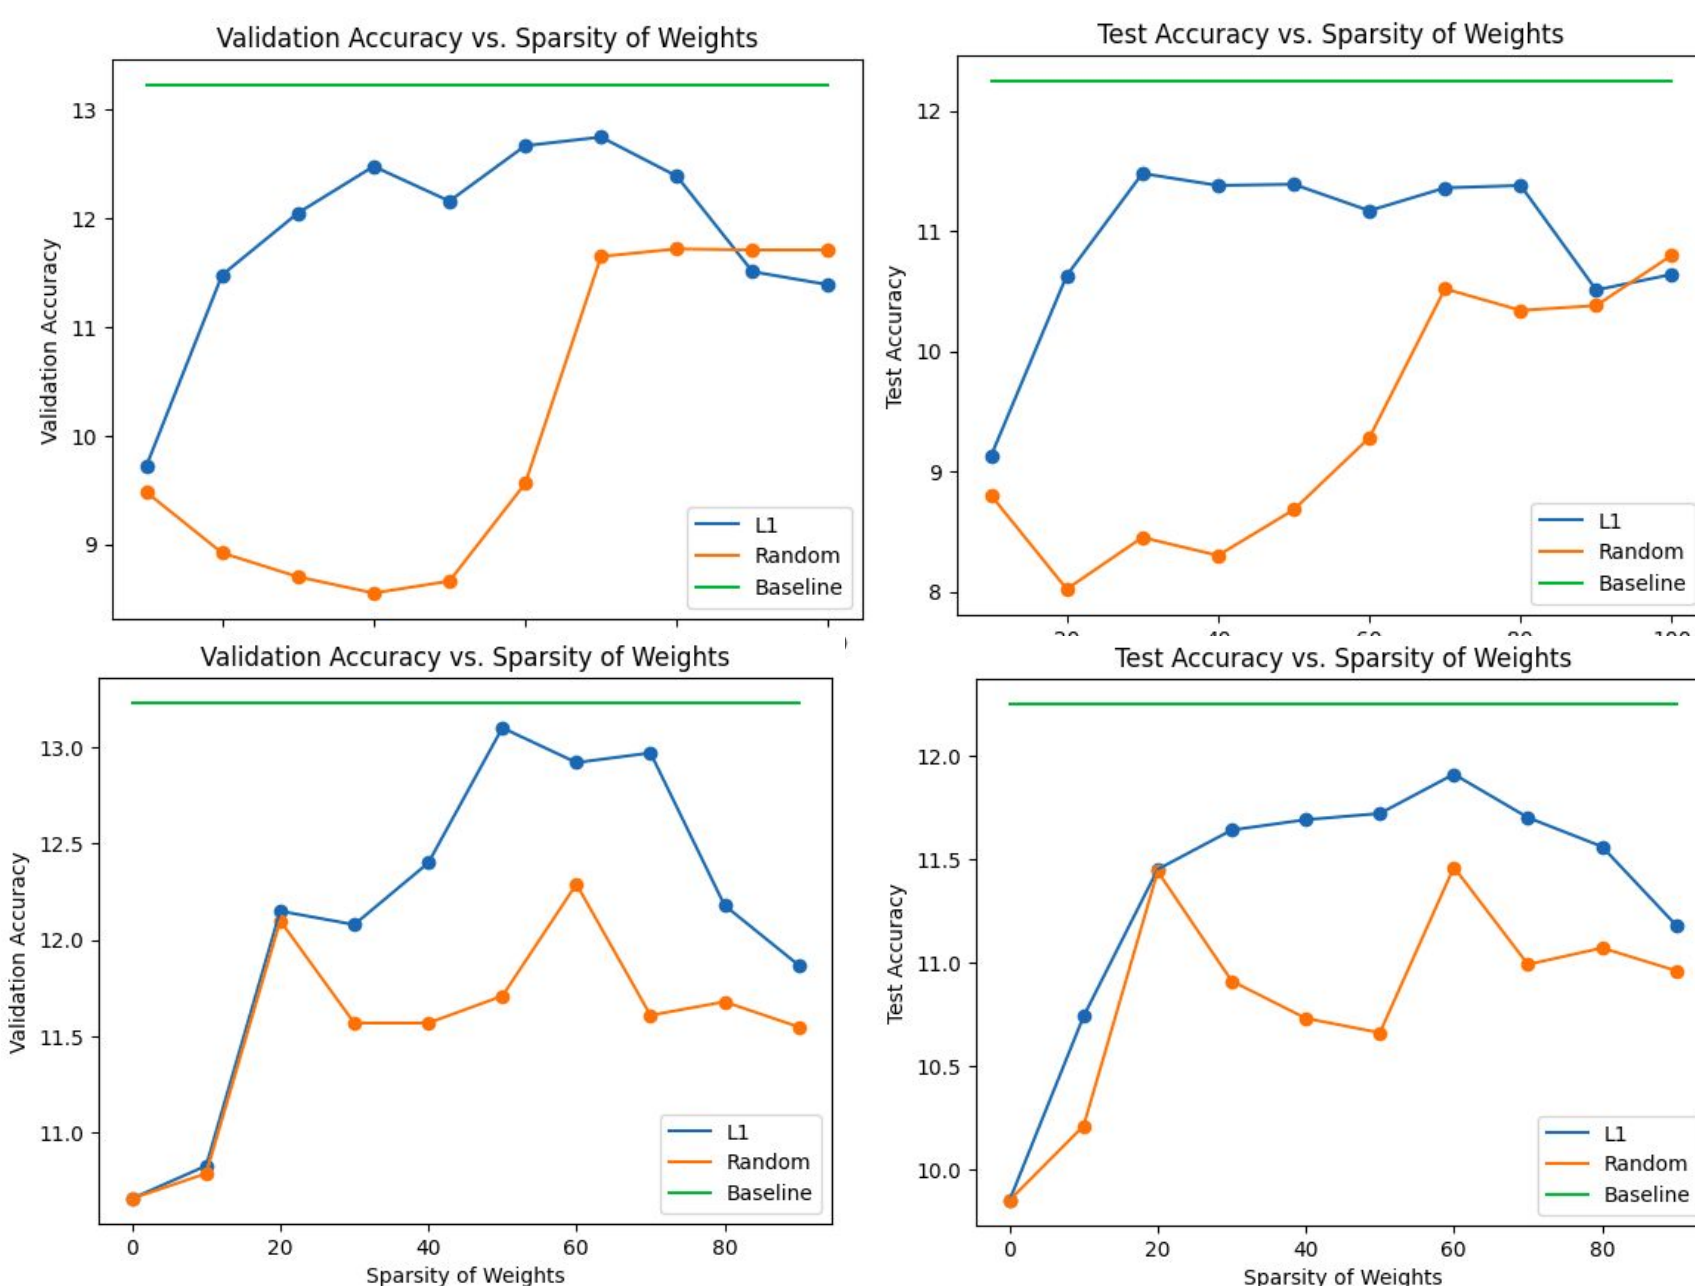 Validation Accuracy vs. Sparsity of Weights
Validation Accuracy
13
12
11
10
9
L1
Random
Baseline
Test Accuracy vs. Sparsity of Weights
Test Accuracy
12
11
10
9
8
L1
Random
Baseline
20 40 60 80 100
Validation Accuracy vs. Sparsity of Weights
Validation Accuracy
13.0
12.5
12.0
11.5
11.0
L1
Random
Baseline
0 20 40 60 80
Sparsity of Weights
Test Accuracy vs. Sparsity of Weights
Test Accuracy
12.0
11.5
11.0
10.5
10.0
L1
Random
Baseline
0 20 40 60 80
Sparsity of Weights